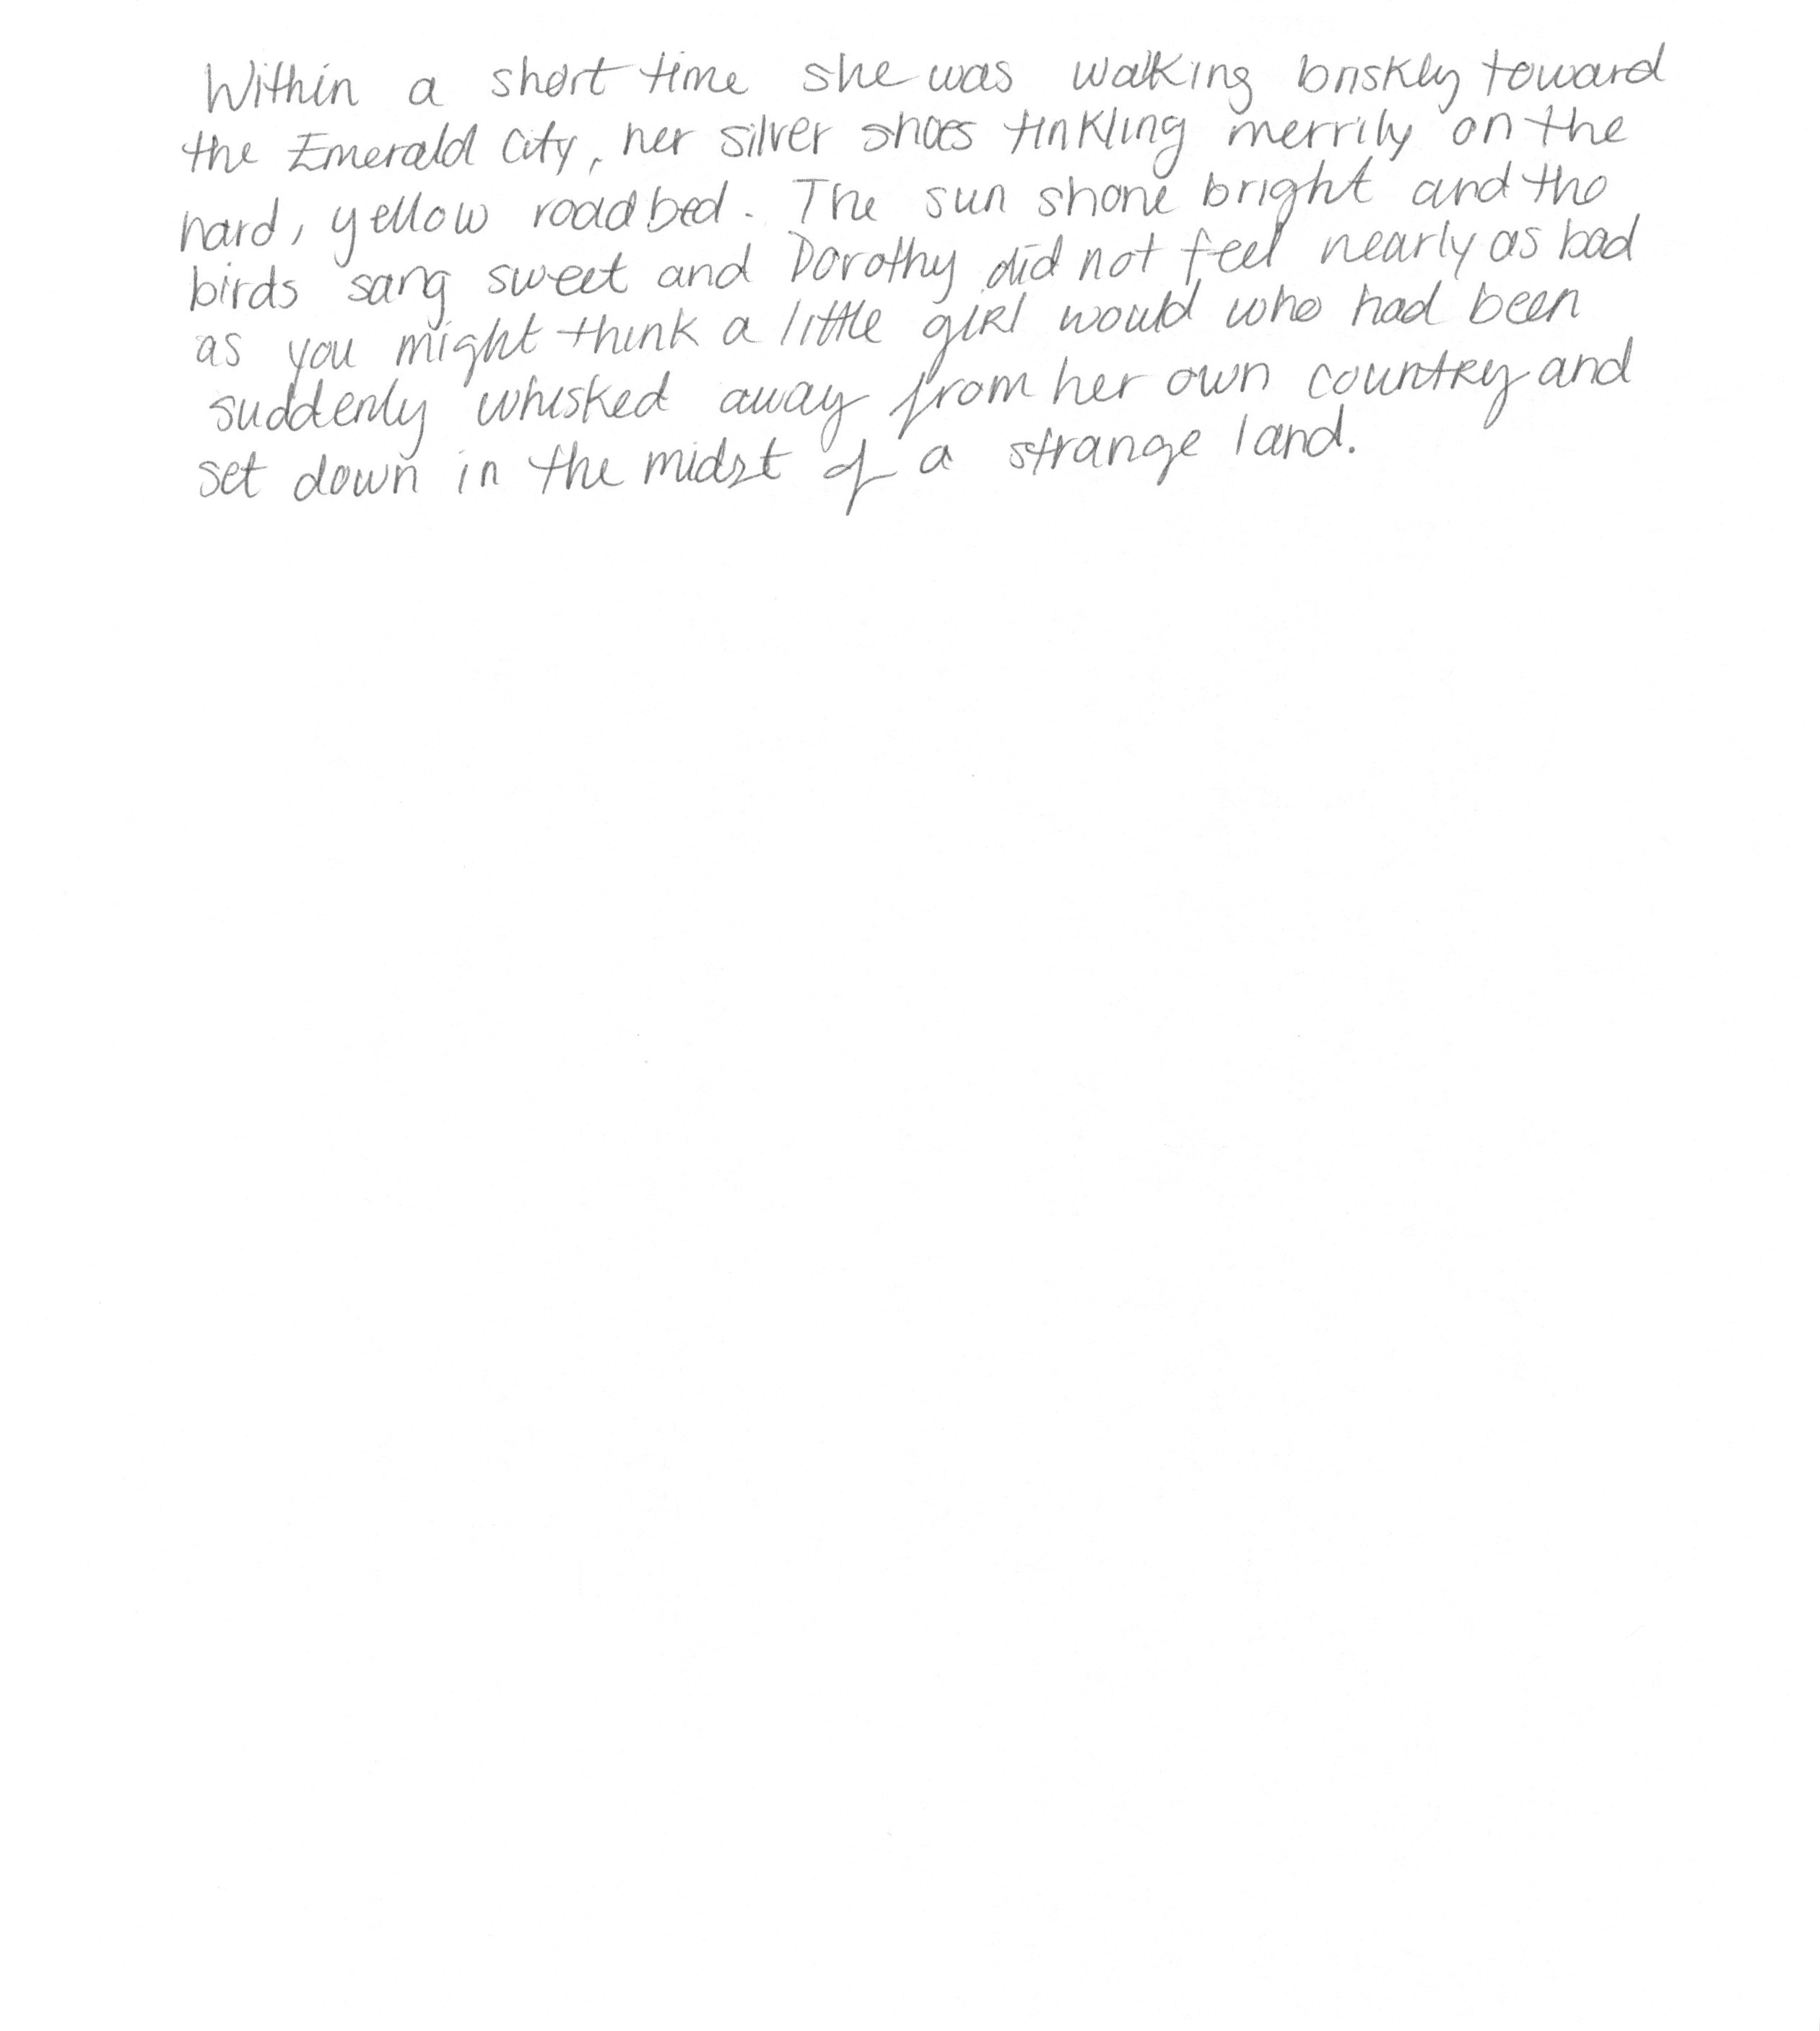 Within a short time she was walking briskly toward
the Emerald City, her silver shoes tinkling merrily on the
hard, yellow roadbed. The sun shone bright and the
birds sang sweet and Dorothy did not feel nearly as bad
as you might think a little girl would who had been
suddenly whisked away from her own country and
set down in the midst of a strange land.